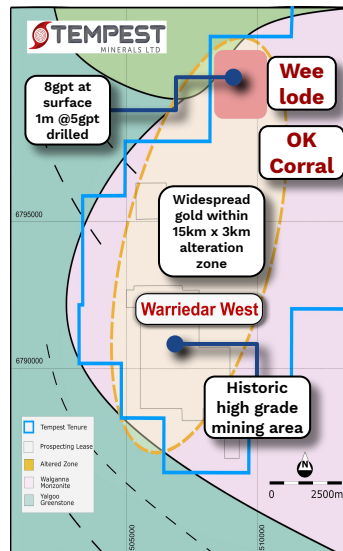 TEMPEST
MINERALS LTD
8gpt at
surface
1m @5gpt
drilled
Wee
lode
OK
Corral
6795000
Widespread
gold within
15km x 3km
alteration
zone
Warriedar West
6790000
Historic
high grade
mining area
Tempest Tenure
Prospecting Lease
Altered Zone
Walganna
Monzonite
Yalgoo
Greenstone
N
0 2500m
505000
510000